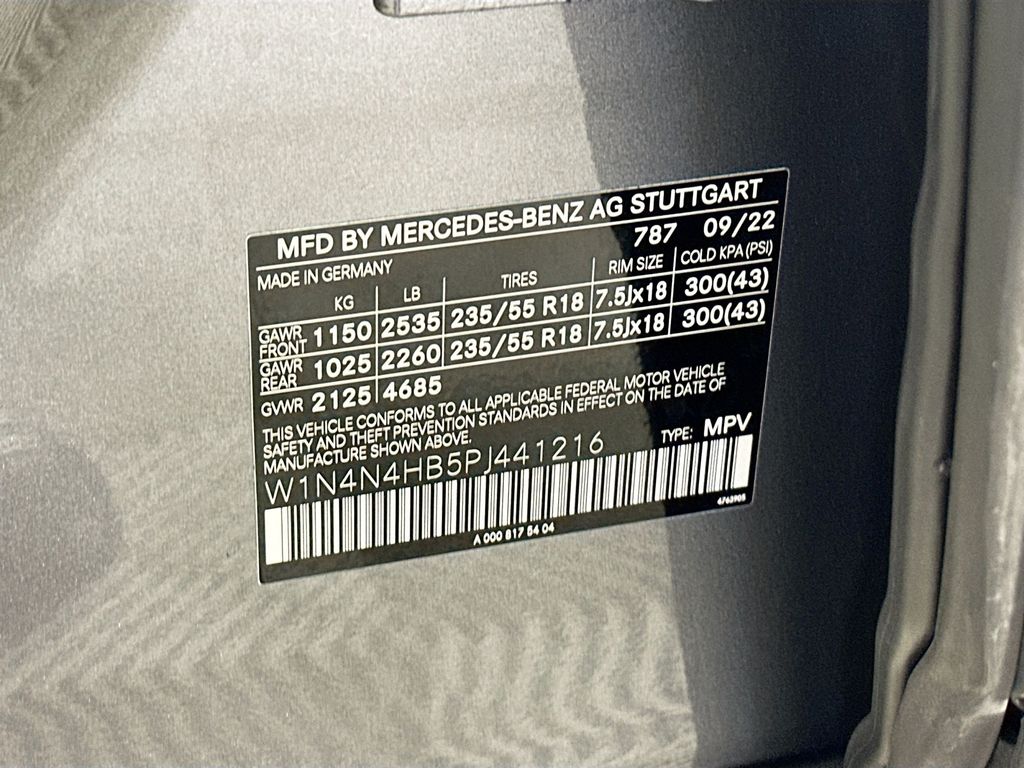 MFD BY MERCEDES-BENZ AG STUTTGART
MADE IN GERMANY 787 09/22
KG LB TIRES RIM SIZE COLD KPA (PSI)
GAWR FRONT 1150 2535 235/55 R18 7.5Jx18 300(43)
GAWR REAR 1025 2260 235/55 R18 7.5Jx18 300(43)
GVWR 2125 4685
THIS VEHICLE CONFORMS TO ALL APPLICABLE FEDERAL MOTOR VEHICLE
SAFETY AND THEFT PREVENTION STANDARDS IN EFFECT ON THE DATE OF
MANUFACTURE SHOWN ABOVE.
W1N4N4HB5PJ441216 TYPE: MPV
A 000 817 54 04
4763905